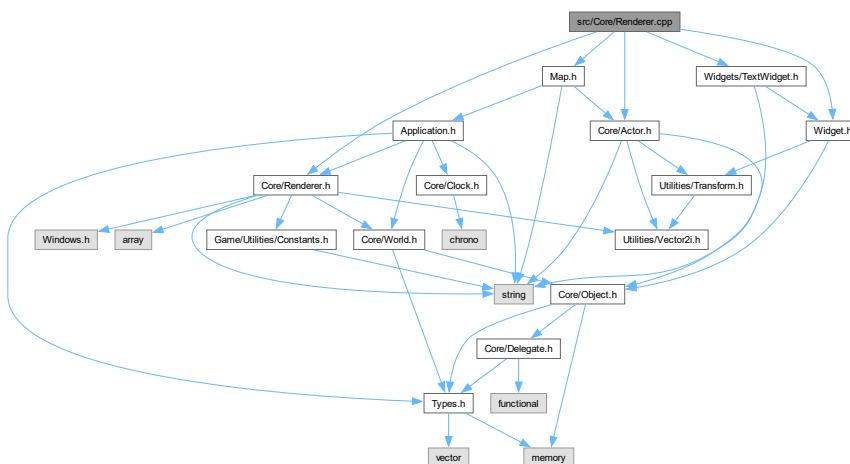 src/Core/Renderer.cpp
Map.h
Widgets/TextWidget.h
Application.h
Core/Actor.h
Widget.h
Core/Renderer.h
Core/Clock.h
Utilities/Transform.h
Windows.h
array
Game/Utilities/Constants.h
Core/World.h
chrono
Utilities/Vector2i.h
string
Core/Object.h
Core/Delegate.h
Types.h
functional
vector
memory